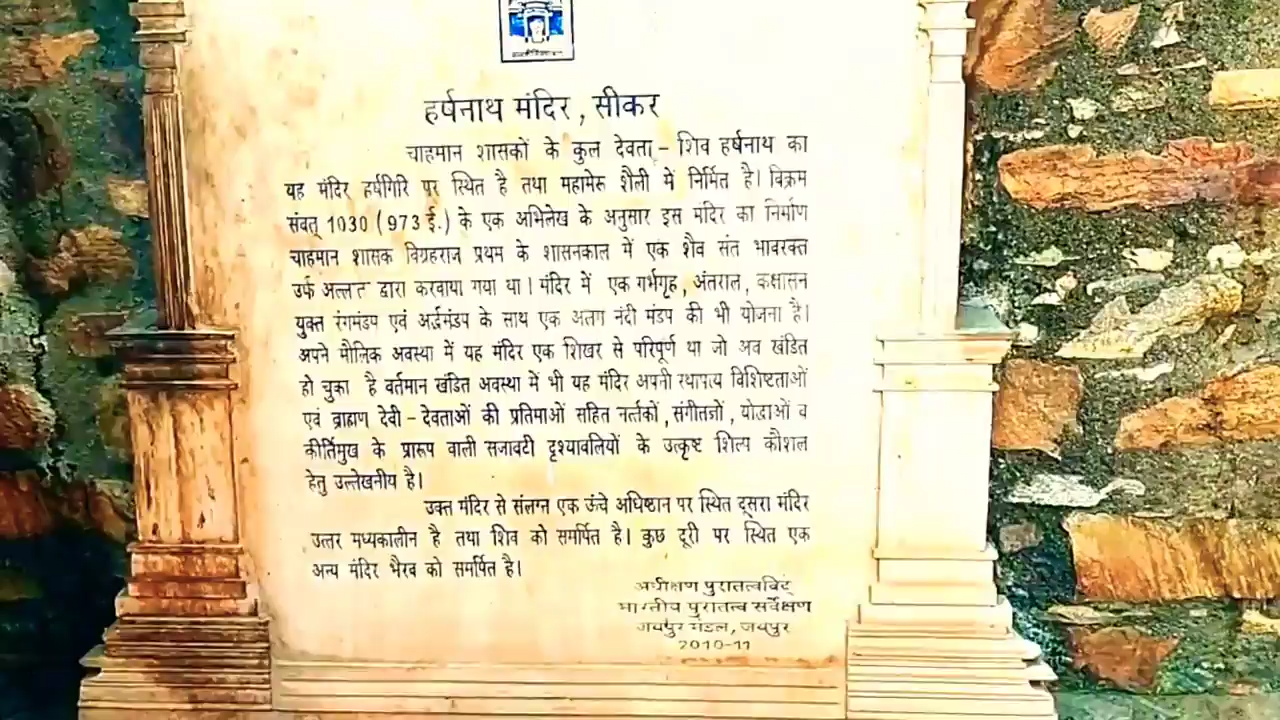 हर्षनाथ मंदिर, सीकर
चाहमान शासकों के कुल देवता - शिव हर्षनाथ का
यह मंदिर हर्षगिरि पर स्थित है तथा महामेरू शैली में निर्मित है। विक्रम
संवत् 1030 (973 ई.) के एक अभिलेख के अनुसार इस मंदिर का निर्माण
चाहमान शासक विग्रहराज प्रथम के शासनकाल में एक शैव संत भावरक्त
उर्फ अल्लत द्वारा करवाया गया था। मंदिर में एक गर्भगृह, अंतराल, कक्षासन
युक्त रंगमंडप एवं अर्द्धमंडप के साथ एक अलग नंदी मंडप की भी योजना है।
अपने मौलिक अवस्था में यह मंदिर एक शिखर से परिपूर्ण था जो अब खंडित
हो चुका है वर्तमान खंडित अवस्था में भी यह मंदिर अपनी स्थापत्य विशिष्टताओं
एवं ब्राह्मण देवी - देवताओं की प्रतिमाओं सहित नर्त्तकों, संगीतज्ञों, योद्धाओं व
कीर्तिमुख के प्रारूप वाली सजावटी दृश्यावलियों के उत्कृष्ट शिल्प कौशल
हेतु उल्लेखनीय है।
उक्त मंदिर से संलग्न एक ऊंचे अधिष्ठान पर स्थित दूसरा मंदिर
उत्तर मध्यकालीन है तथा शिव को समर्पित है। कुछ दूरी पर स्थित एक
अन्य मंदिर भैरव को समर्पित है।
अधीक्षण पुरातत्वविद्
भारतीय पुरातत्व सर्वेक्षण
जयपुर मंडल, जयपुर
2010-11